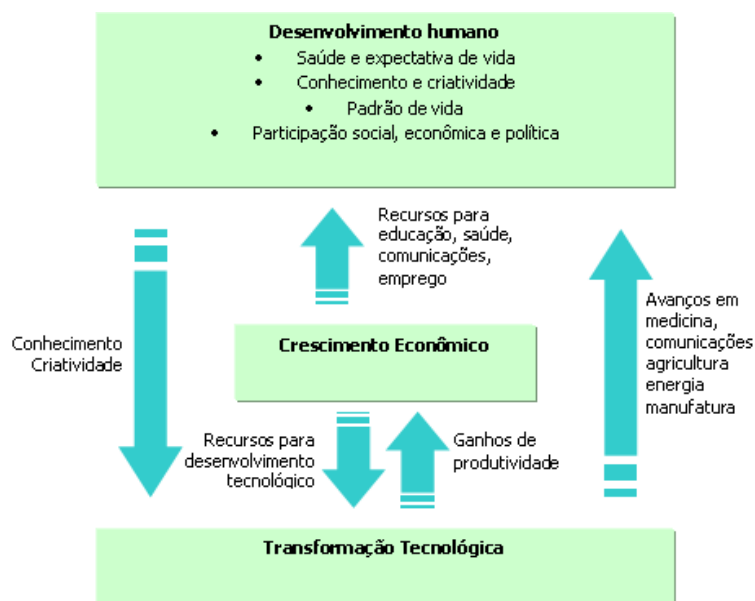 Desenvolvimento humano
• Saúde e expectativa de vida
• Conhecimento e criatividade
• Padrão de vida
• Participação social, econômica e política
Recursos para
educação, saúde,
comunicações,
emprego
Avanços em
medicina,
comunicações
agricultura
energia
manufatura
Conhecimento
Criatividade
Crescimento Econômico
Recursos para
desenvolvimento
tecnológico
Ganhos de
produtividade
Transformação Tecnológica